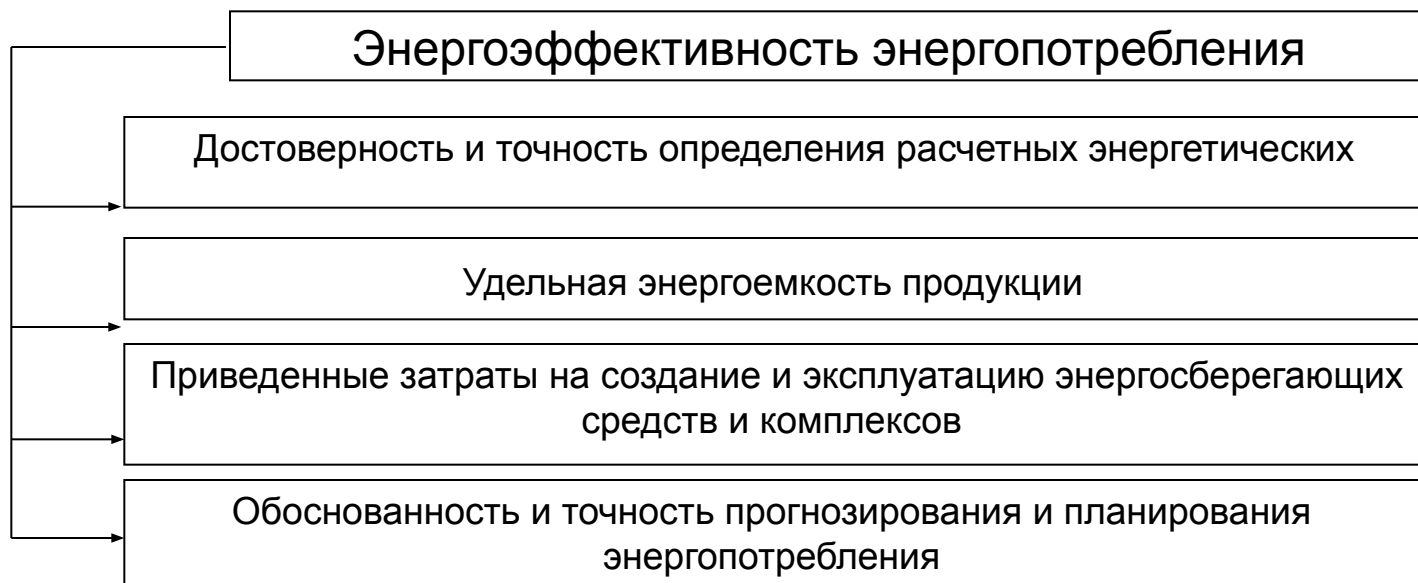 Энергоэффективность энергопотребления
Достоверность и точность определения расчетных энергетических
Удельная энергоемкость продукции
Приведенные затраты на создание и эксплуатацию энергосберегающих
средств и комплексов
Обоснованность и точность прогнозирования и планирования
энергопотребления